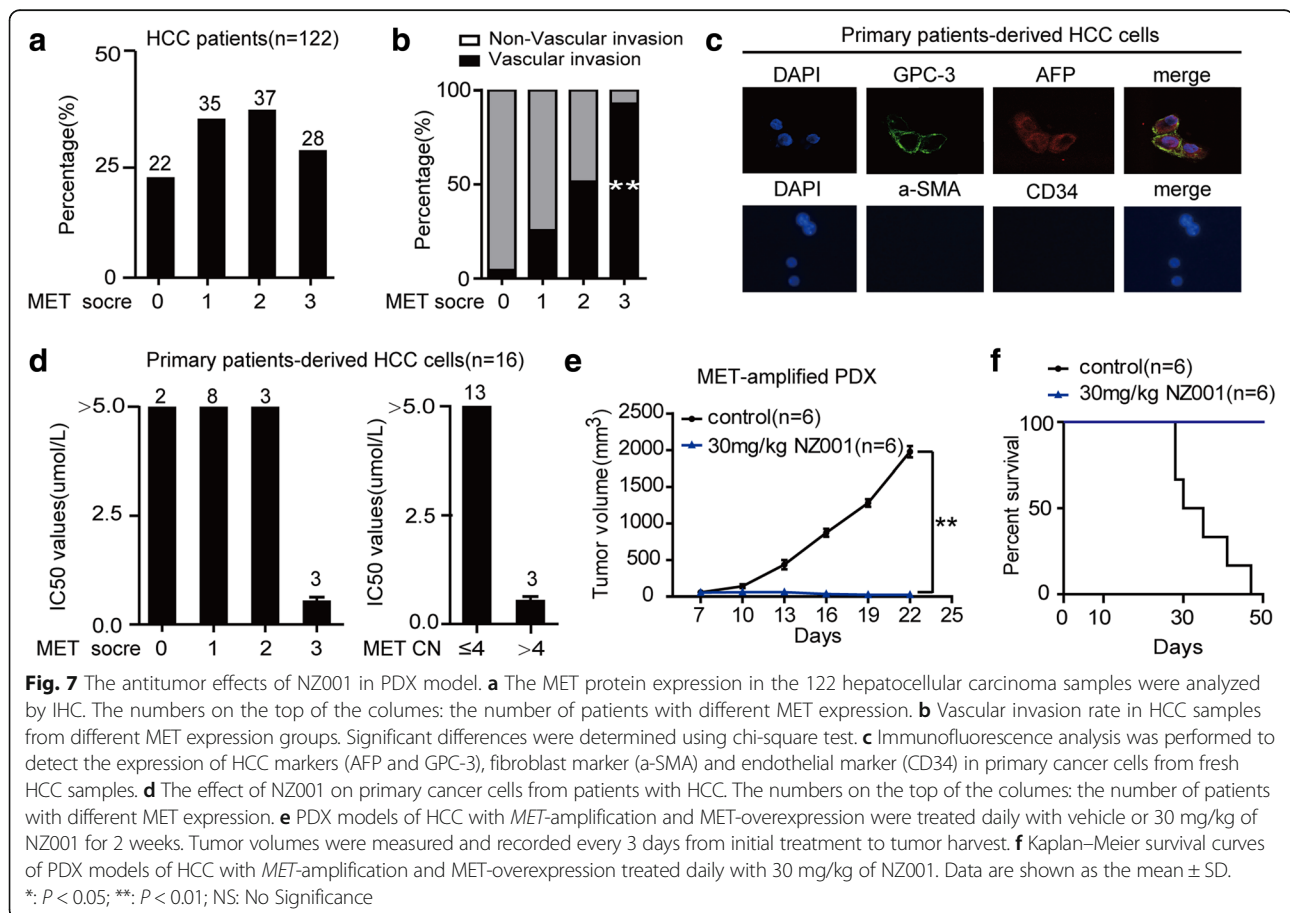 a
HCC patients(n=122)
Percentage(%)
50
25
0
22
35
37
28
MET socre 0 1 2 3
b
Non-Vascular invasion
Vascular invasion
Percentage(%)
100
50
0
**
MET socre 0 1 2 3
c
Primary patients-derived HCC cells
DAPI GPC-3 AFP merge
DAPI a-SMA CD34 merge
d
Primary patients-derived HCC cells(n=16)
IC50 values(umol/L)
>5.0
2.5
0.0
2 8 3 3
MET socre 0 1 2 3
IC50 values(umol/L)
>5.0
2.5
0.0
13 3
MET CN ≤4 >4
e
MET-amplified PDX
control(n=6)
30mg/kg NZ001(n=6)
Tumor volume(mm³)
2500
2000
1500
1000
500
0
**
7 10 13 16 19 22 25
Days
f
control(n=6)
30mg/kg NZ001(n=6)
Percent survival
100
50
0
0 10 30 50
Days
Fig. 7 The antitumor effects of NZ001 in PDX model. a The MET protein expression in the 122 hepatocellular carcinoma samples were analyzed
by IHC. The numbers on the top of the columes: the number of patients with different MET expression. b Vascular invasion rate in HCC samples
from different MET expression groups. Significant differences were determined using chi-square test. c Immunofluorescence analysis was performed to
detect the expression of HCC markers (AFP and GPC-3), fibroblast marker (a-SMA) and endothelial marker (CD34) in primary cancer cells from fresh
HCC samples. d The effect of NZ001 on primary cancer cells from patients with HCC. The numbers on the top of the columes: the number of patients
with different MET expression. e PDX models of HCC with MET-amplification and MET-overexpression were treated daily with vehicle or 30 mg/kg of
NZ001 for 2 weeks. Tumor volumes were measured and recorded every 3 days from initial treatment to tumor harvest. f Kaplan–Meier survival curves
of PDX models of HCC with MET-amplification and MET-overexpression treated daily with 30 mg/kg of NZ001. Data are shown as the mean ± SD.
*: P < 0.05; **: P < 0.01; NS: No Significance